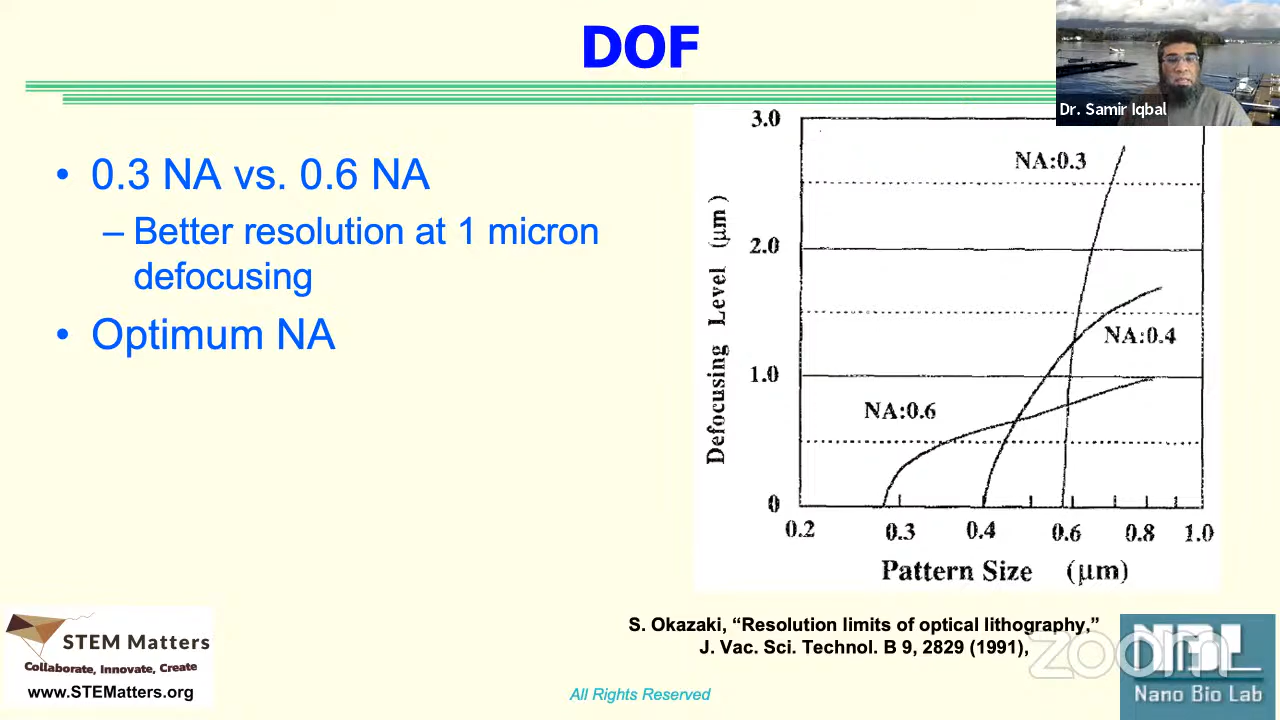 DOF
Dr. Samir Iqbal
• 0.3 NA vs. 0.6 NA
– Better resolution at 1 micron
defocusing
• Optimum NA
Defocusing Level (μm)
3.0
2.0
1.0
0
NA:0.3
NA:0.4
NA:0.6
0.2 0.3 0.4 0.6 0.8 1.0
Pattern Size (μm)
S. Okazaki, “Resolution limits of optical lithography,”
J. Vac. Sci. Technol. B 9, 2829 (1991),
STEM Matters
Collaborate, Innovate, Create
www.STEMatters.org
All Rights Reserved
zoom
NBL
Nano Bio Lab